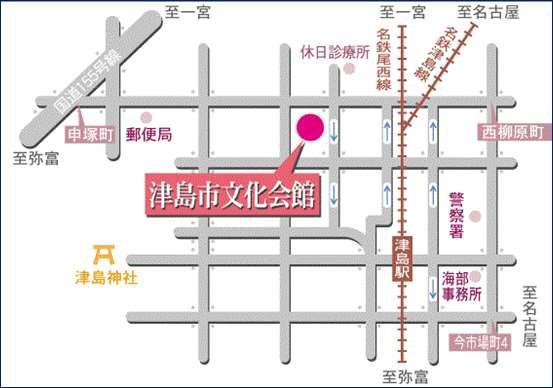 至一宮
至一宮
至名古屋
名鉄尾西線
名鉄津島線
休日診療所
国道155号線
申塚町
郵便局
西柳原町
至弥富
津島市文化会館
警察署
津島神社
津島駅
海部
事務所
至名古屋
今市場町4
至弥富